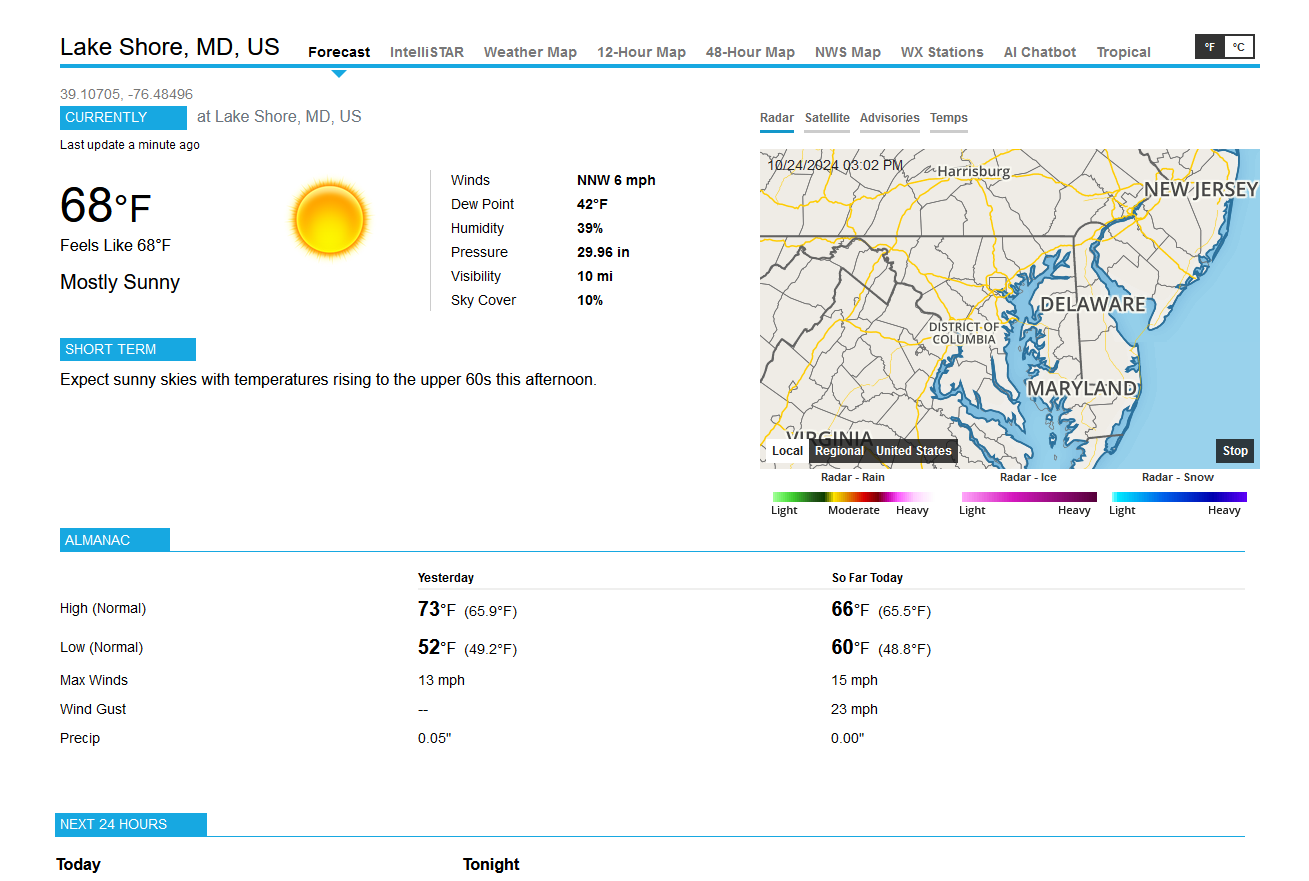 Lake Shore, MD, US
Forecast IntelliSTAR Weather Map 12-Hour Map 48-Hour Map NWS Map WX Stations AI Chatbot Tropical
°F °C
39.10705, -76.48496
CURRENTLY at Lake Shore, MD, US
Last update a minute ago
68°F
Feels Like 68°F
Mostly Sunny
Winds NNW 6 mph
Dew Point 42°F
Humidity 39%
Pressure 29.96 in
Visibility 10 mi
Sky Cover 10%
SHORT TERM
Expect sunny skies with temperatures rising to the upper 60s this afternoon.
Radar Satellite Advisories Temps
10/24/2024 03:02 PM
Harrisburg
NEW JERSEY
DELAWARE
DISTRICT OF
COLUMBIA
MARYLAND
VIRGINIA
Local Regional United States Stop
Radar - Rain Radar - Ice Radar - Snow
Light Moderate Heavy Light Heavy Light Heavy
ALMANAC
Yesterday So Far Today
High (Normal) 73°F (65.9°F) 66°F (65.5°F)
Low (Normal) 52°F (49.2°F) 60°F (48.8°F)
Max Winds 13 mph 15 mph
Wind Gust -- 23 mph
Precip 0.05" 0.00"
NEXT 24 HOURS
Today Tonight